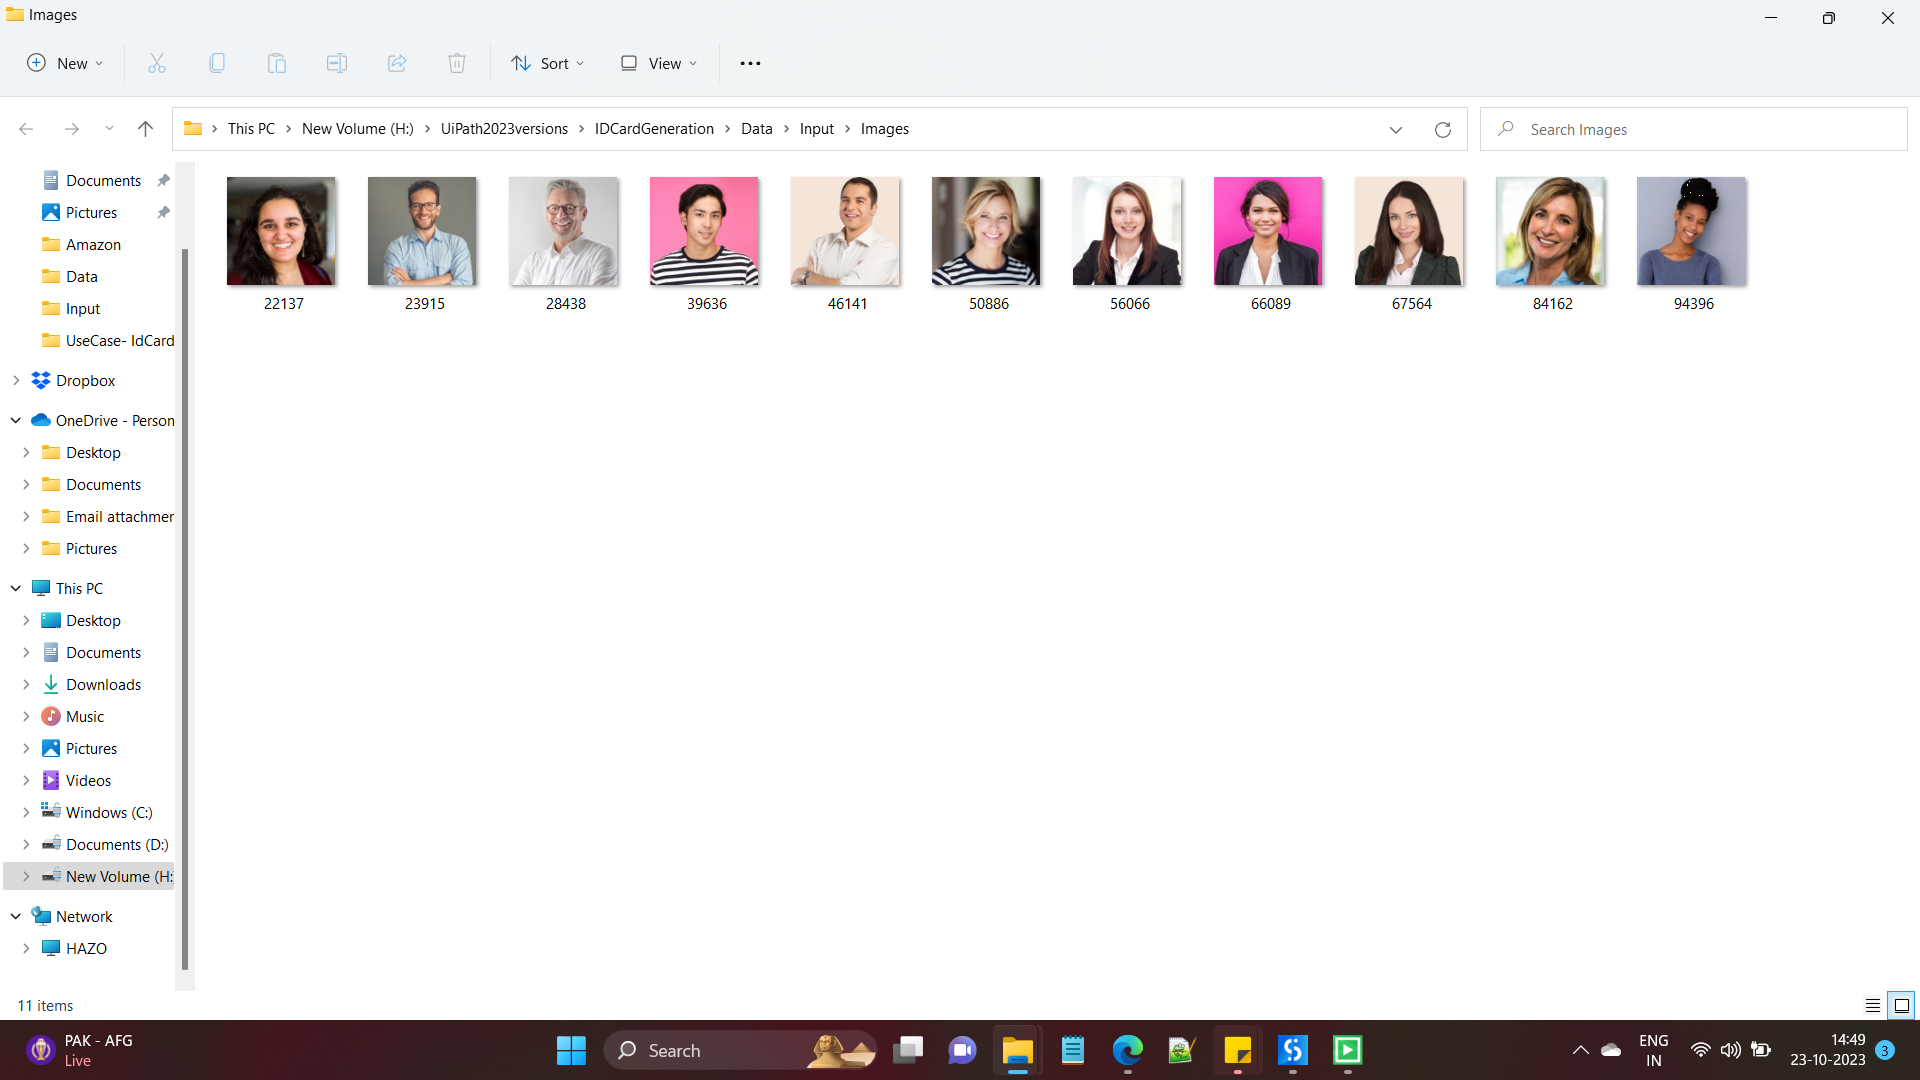 Images
New
Sort
View
This PC > New Volume (H:) > UiPath2023versions > IDCardGeneration > Data > Input > Images
Search Images
Documents
Pictures
Amazon
Data
Input
UseCase- IdCard
Dropbox
OneDrive - Person
Desktop
Documents
Email attachmer
Pictures
This PC
Desktop
Documents
Downloads
Music
Pictures
Videos
Windows (C:)
Documents (D:)
New Volume (H:
Network
HAZO
22137
23915
28438
39636
46141
50886
56066
66089
67564
84162
94396
11 items
PAK - AFG
Live
Search
ENG
IN
14:49
23-10-2023
3